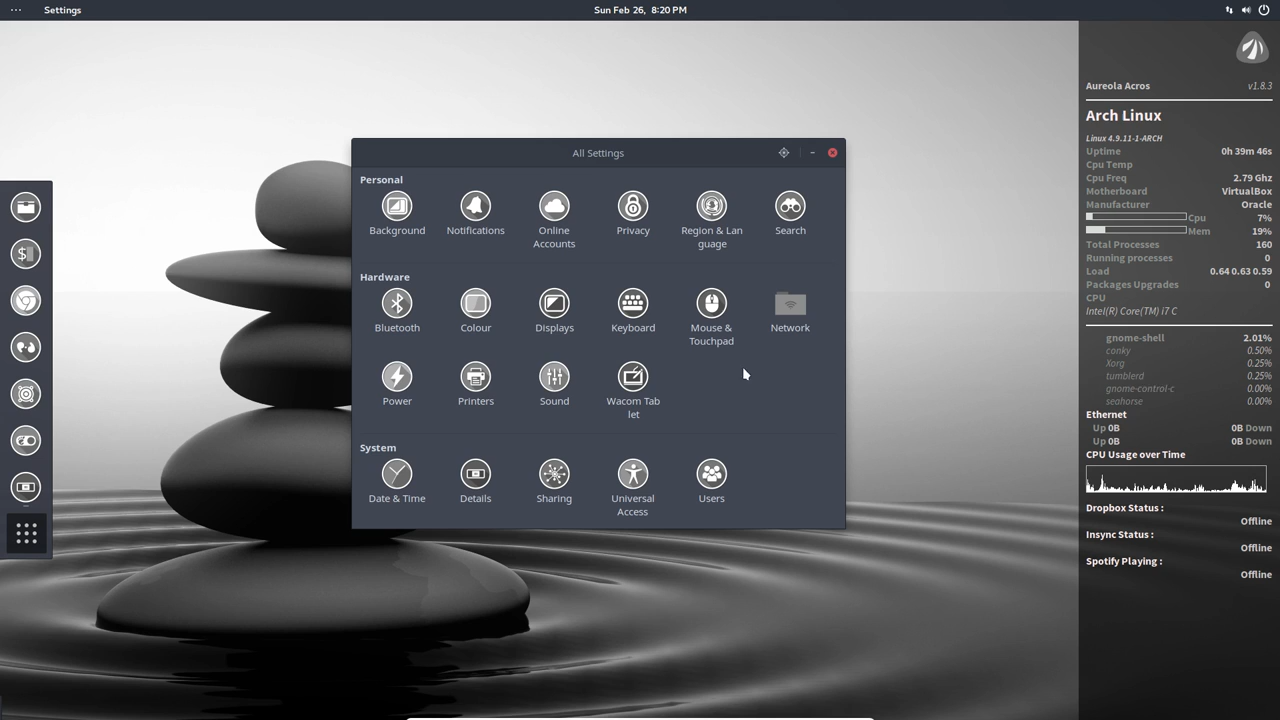 Settings
Sun Feb 26, 8:20 PM
All Settings
Personal
Background
Notifications
Online
Accounts
Privacy
Region & Lan
guage
Search
Hardware
Bluetooth
Colour
Displays
Keyboard
Mouse &
Touchpad
Network
Power
Printers
Sound
Wacom Tab
let
System
Date & Time
Details
Sharing
Universal
Access
Users
Aureola Acros v1.8.3
Arch Linux
Linux 4.9.11-1-ARCH
Uptime 0h 39m 46s
Cpu Temp
Cpu Freq 2.79 Ghz
Motherboard VirtualBox
Manufacturer Oracle
Cpu 7%
Mem 19%
Total Processes 160
Running processes 0
Load 0.64 0.63 0.59
Packages Upgrades 0
CPU
Intel(R) Core(TM) i7 C
gnome-shell 2.01%
conky 0.50%
Xorg 0.25%
tumblerd 0.25%
gnome-control-c 0.00%
seahorse 0.00%
Ethernet
Up 0B 0B Down
Up 0B 0B Down
CPU Usage over Time
Dropbox Status :
Offline
Insync Status :
Offline
Spotify Playing :
Offline